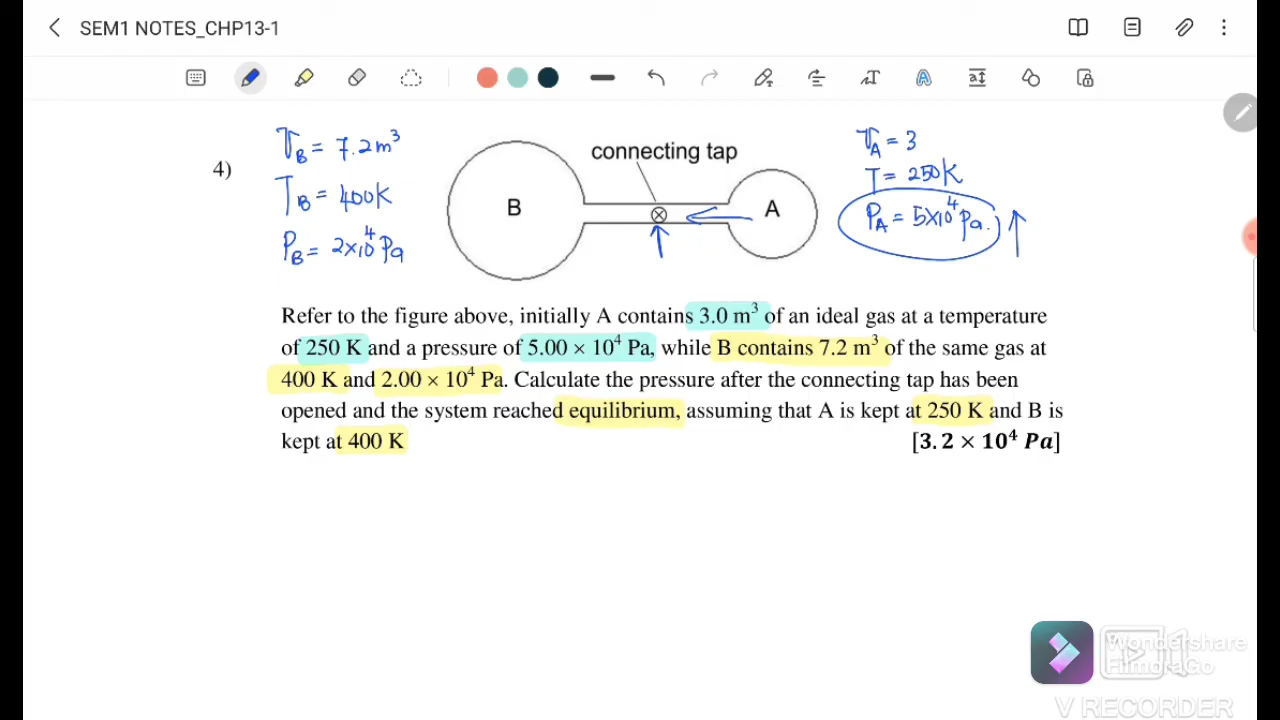 SEM1 NOTES_CHP13-1
4)
V_B = 7.2m³
T_B = 400K
P_B = 2×10⁴ Pa
connecting tap
B
A
V_A = 3
T = 250K
P_A = 5×10⁴ Pa.
Refer to the figure above, initially A contains 3.0 m³ of an ideal gas at a temperature
of 250 K and a pressure of 5.00 × 10⁴ Pa, while B contains 7.2 m³ of the same gas at
400 K and 2.00 × 10⁴ Pa. Calculate the pressure after the connecting tap has been
opened and the system reached equilibrium, assuming that A is kept at 250 K and B is
kept at 400 K [3.2 × 10⁴ Pa]
Wondershare
FilmoraGo
V RECORDER